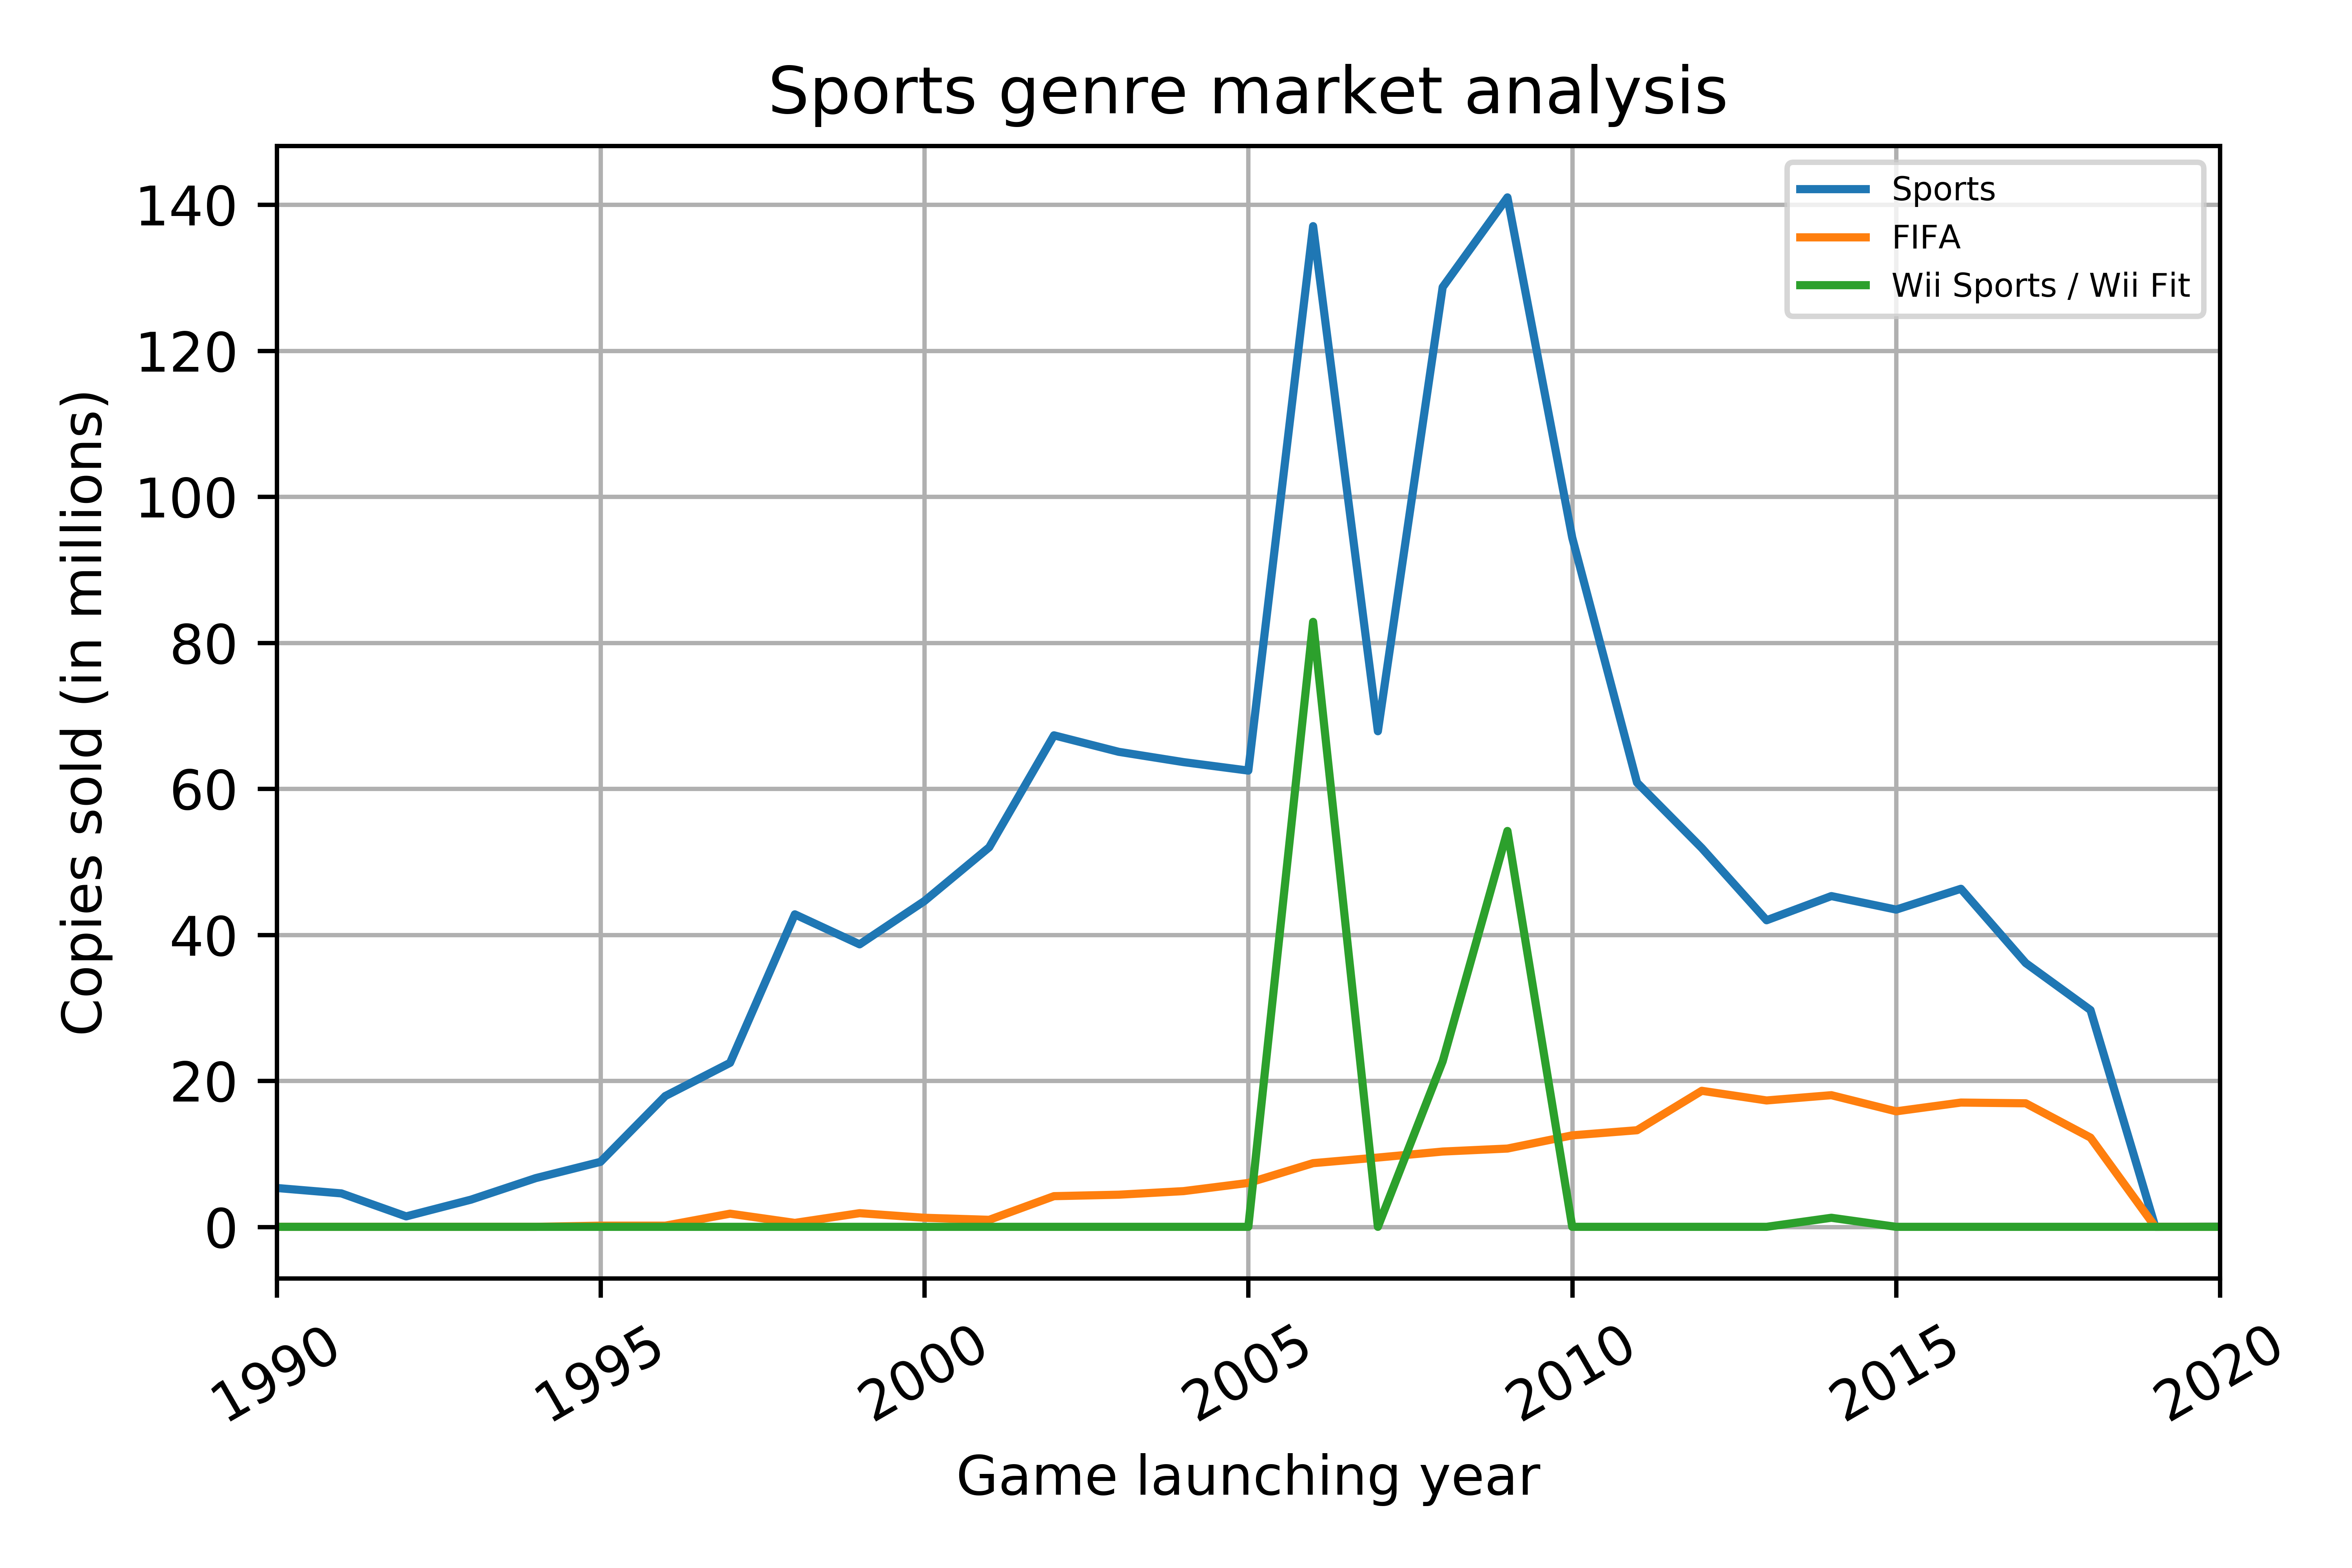 Sports genre market analysis
Sports
FIFA
Wii Sports / Wii Fit
Copies sold (in millions)
140
120
100
80
60
40
20
0
1990 1995 2000 2005 2010 2015 2020
Game launching year